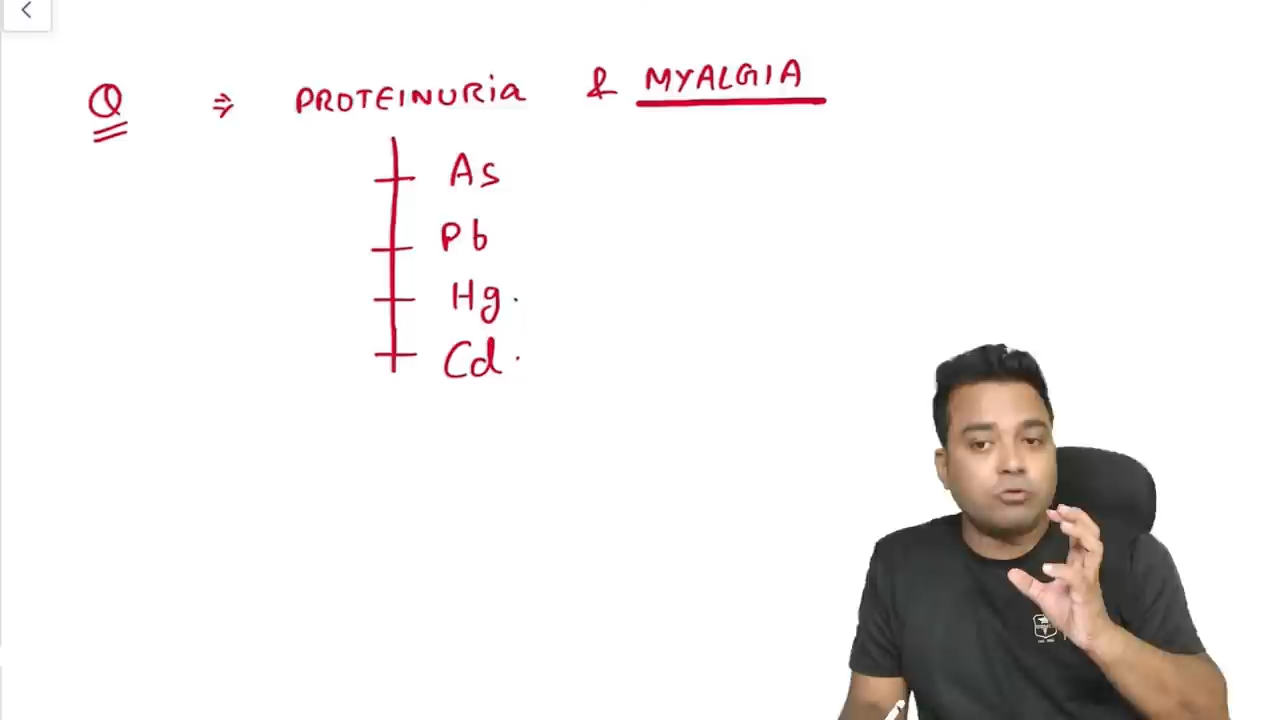 Q ⇒ PROTEINURia & MYALGIA
As
Pb
Hg.
Cd.